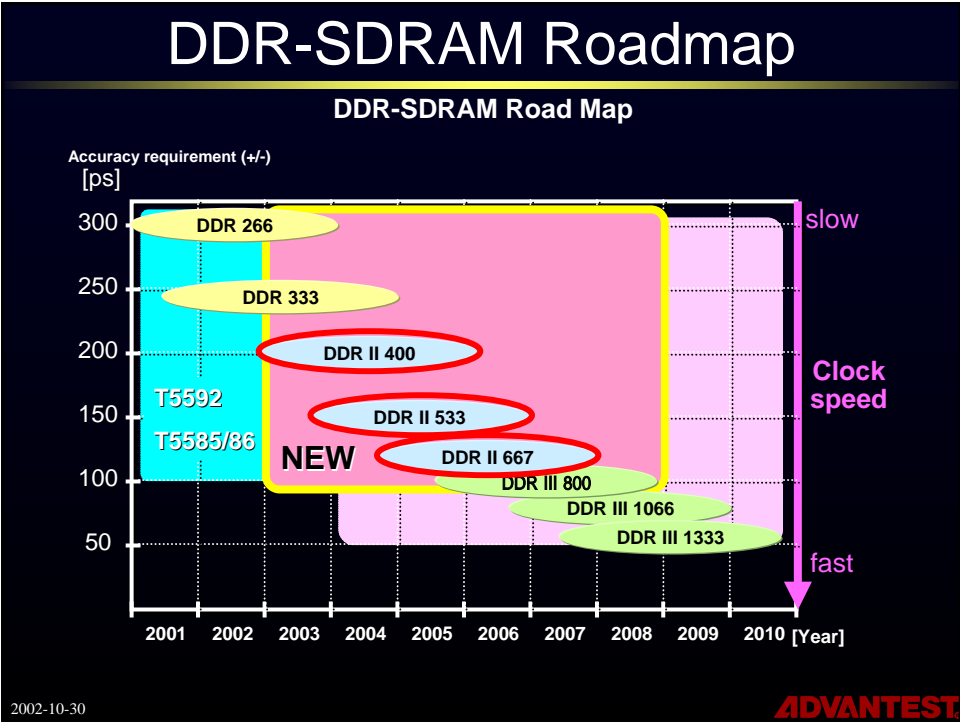 DDR-SDRAM Roadmap
DDR-SDRAM Road Map
Accuracy requirement (+/-)
[ps]
300
250
200
150
100
50
DDR 266
DDR 333
DDR II 400
DDR II 533
DDR II 667
DDR III 800
DDR III 1066
DDR III 1333
T5592
T5585/86
NEW
slow
Clock
speed
fast
2001 2002 2003 2004 2005 2006 2007 2008 2009 2010 [Year]
2002-10-30
ADVANTEST